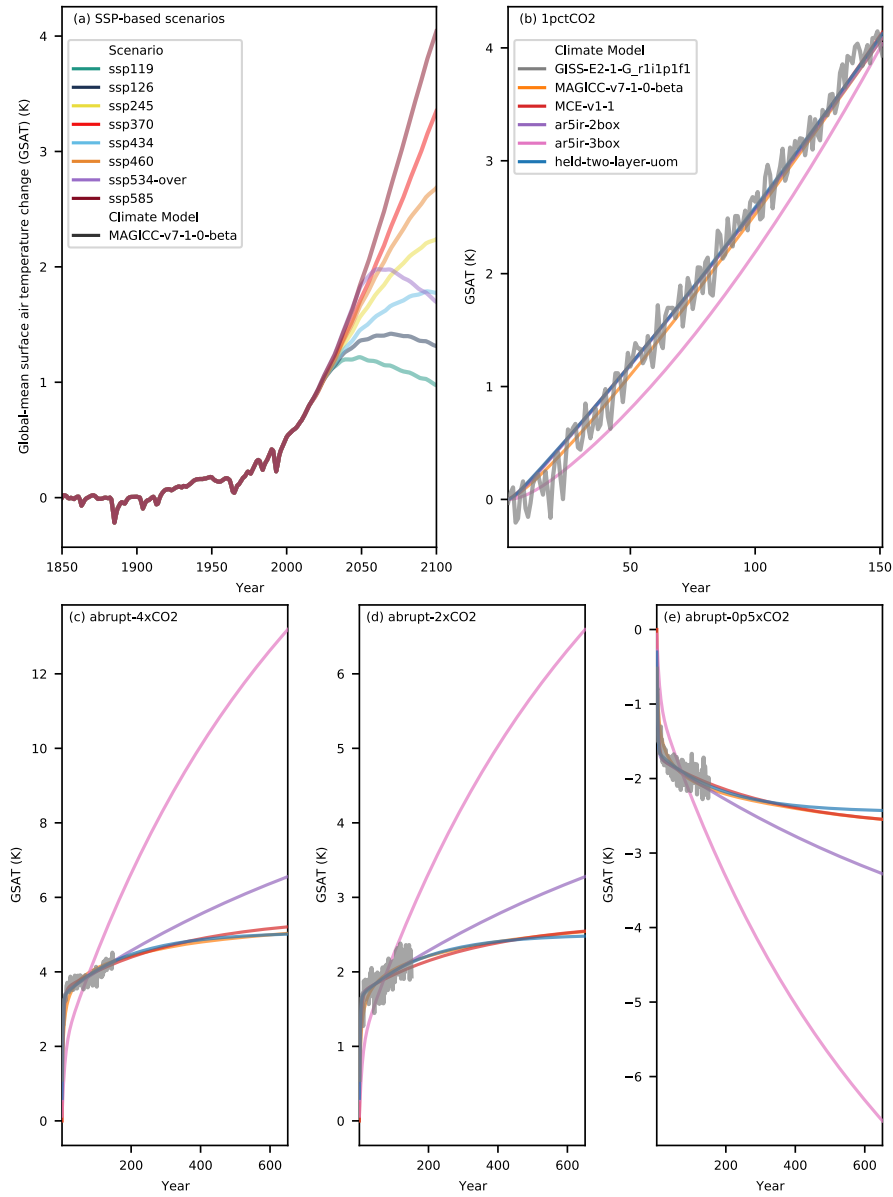 (a) SSP-based scenarios
Global-mean surface air temperature change (GSAT) (K)
4
3
2
1
0
Scenario
ssp119
ssp126
ssp245
ssp370
ssp434
ssp460
ssp534-over
ssp585
Climate Model
MAGICC-v7-1-0-beta
1850
1900
1950
2000
2050
2100
Year
(b) 1pctCO2
GSAT (K)
4
3
2
1
0
Climate Model
GISS-E2-1-G_r1i1p1f1
MAGICC-v7-1-0-beta
MCE-v1-1
ar5ir-2box
ar5ir-3box
held-two-layer-uom
50
100
150
Year
(c) abrupt-4xCO2
GSAT (K)
12
10
8
6
4
2
0
200
400
600
Year
(d) abrupt-2xCO2
GSAT (K)
6
5
4
3
2
1
0
200
400
600
Year
(e) abrupt-0p5xCO2
GSAT (K)
0
−1
−2
−3
−4
−5
−6
200
400
600
Year